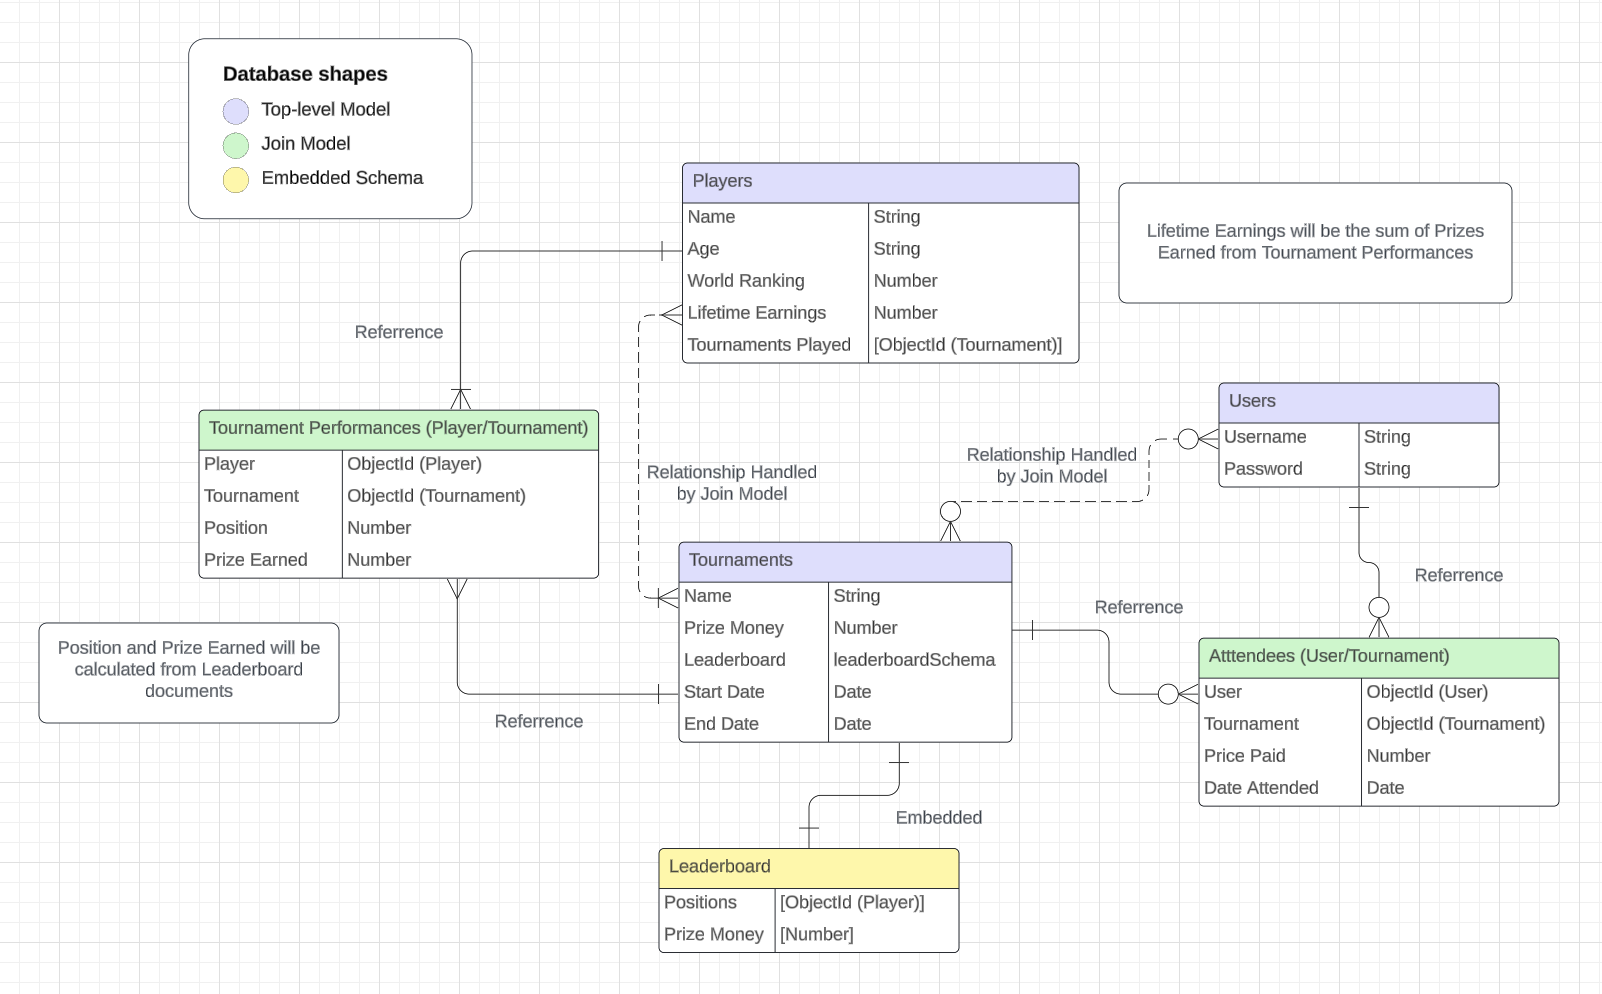 Database shapes
Top-level Model
Join Model
Embedded Schema
Players
Name String
Age String
World Ranking Number
Lifetime Earnings Number
Tournaments Played [ObjectId (Tournament)]
Lifetime Earnings will be the sum of Prizes
Earned from Tournament Performances
Referrence
Tournament Performances (Player/Tournament)
Player ObjectId (Player)
Tournament ObjectId (Tournament)
Position Number
Prize Earned Number
Relationship Handled
by Join Model
Relationship Handled
by Join Model
Users
Username String
Password String
Position and Prize Earned will be
calculated from Leaderboard
documents
Referrence
Tournaments
Name String
Prize Money Number
Leaderboard leaderboardSchema
Start Date Date
End Date Date
Referrence
Referrence
Atttendees (User/Tournament)
User ObjectId (User)
Tournament ObjectId (Tournament)
Price Paid Number
Date Attended Date
Embedded
Leaderboard
Positions [ObjectId (Player)]
Prize Money [Number]